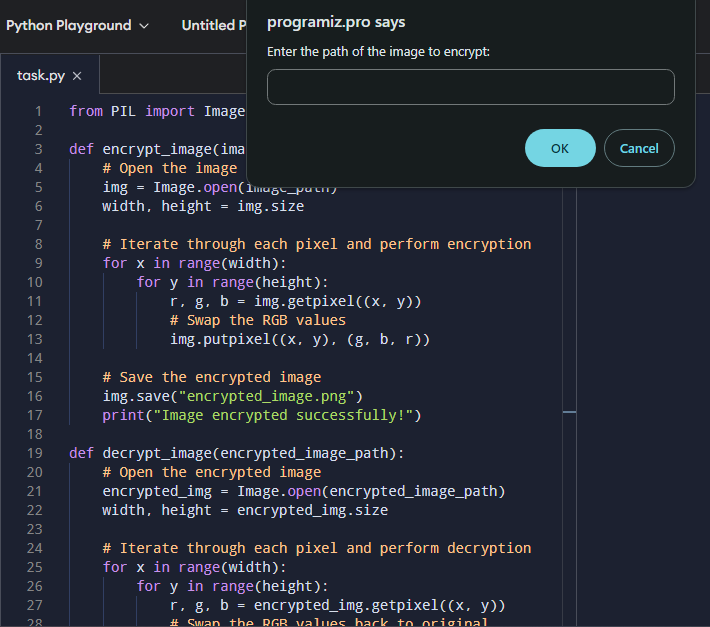 Python Playground
Untitled P
programiz.pro says
Enter the path of the image to encrypt:
OK
Cancel
task.py
1 from PIL import Image
2
3 def encrypt_image(ima
4 # Open the image
5 img = Image.open(image_path)
6 width, height = img.size
7
8 # Iterate through each pixel and perform encryption
9 for x in range(width):
10 for y in range(height):
11 r, g, b = img.getpixel((x, y))
12 # Swap the RGB values
13 img.putpixel((x, y), (g, b, r))
14
15 # Save the encrypted image
16 img.save("encrypted_image.png")
17 print("Image encrypted successfully!")
18
19 def decrypt_image(encrypted_image_path):
20 # Open the encrypted image
21 encrypted_img = Image.open(encrypted_image_path)
22 width, height = encrypted_img.size
23
24 # Iterate through each pixel and perform decryption
25 for x in range(width):
26 for y in range(height):
27 r, g, b = encrypted_img.getpixel((x, y))
28 # Swap the RGB values back to original